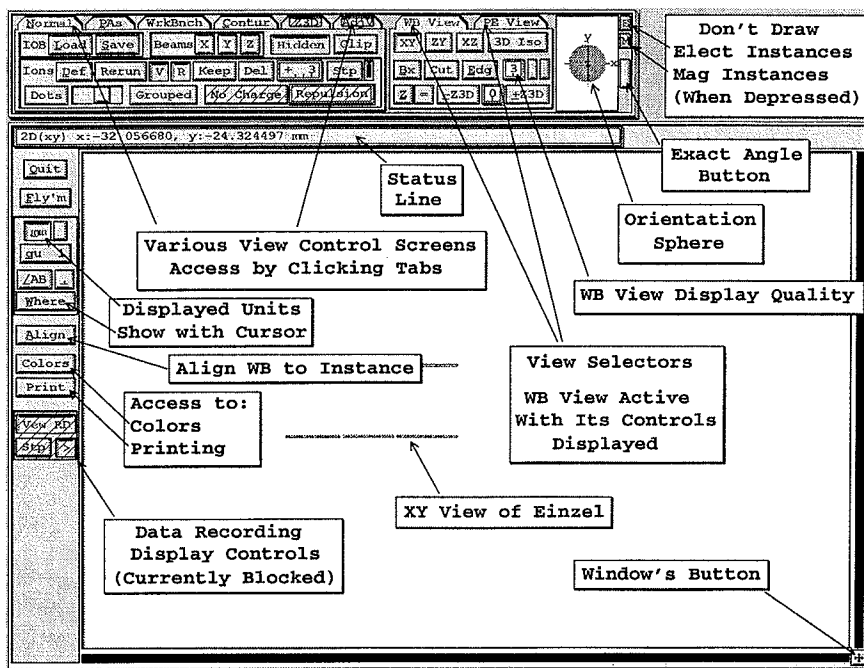 Normal PAs WrkBnch Contur Z3D AdjV WB View PE View
IOB Load Save Beams X Y Z Hidden Clip XY ZY XZ 3D Iso
Ions Def Rerun V R Keep Del Stp Bx Cut Edg 3
Dots Grouped No Charge Repulsion Z = -Z3D 0 +Z3D
y
x
E
M
Don't Draw
Elect Instances
Mag Instances
(When Depressed)
2D(xy) x:-32.056680, y:-24.324497 mm
Exact Angle
Button
Status
Line
Orientation
Sphere
Quit
Fly'm
mm
gu 1
/AB
Where
Align
Colors
Print
Vew RD
Stp >
Various View Control Screens
Access by Clicking Tabs
WB View Display Quality
Displayed Units
Show with Cursor
Align WB to Instance
View Selectors
WB View Active
With Its Controls
Displayed
Access to:
Colors
Printing
XY View of Einzel
Data Recording
Display Controls
(Currently Blocked)
Window's Button